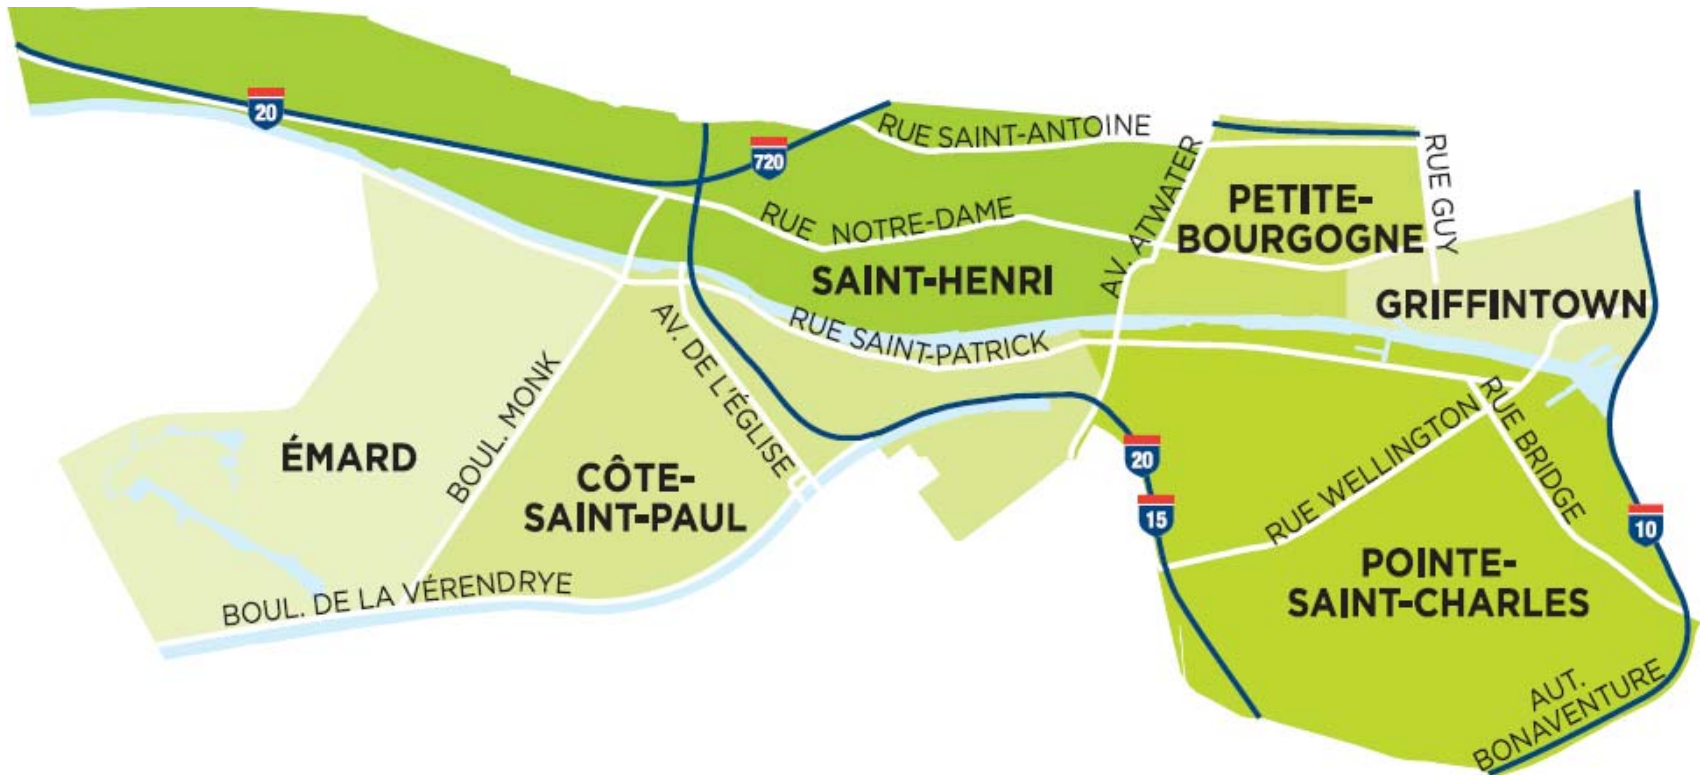 20
720
RUE SAINT-ANTOINE
AV. ATWATER
RUE GUY
PETITE-
BOURGOGNE
RUE NOTRE-DAME
SAINT-HENRI
GRIFFINTOWN
RUE SAINT-PATRICK
AV. DE L'ÉGLISE
BOUL. MONK
ÉMARD
CÔTE-
SAINT-PAUL
BOUL. DE LA VÉRENDRYE
20
15
RUE WELLINGTON
RUE BRIDGE
10
POINTE-
SAINT-CHARLES
AUT.
BONAVENTURE